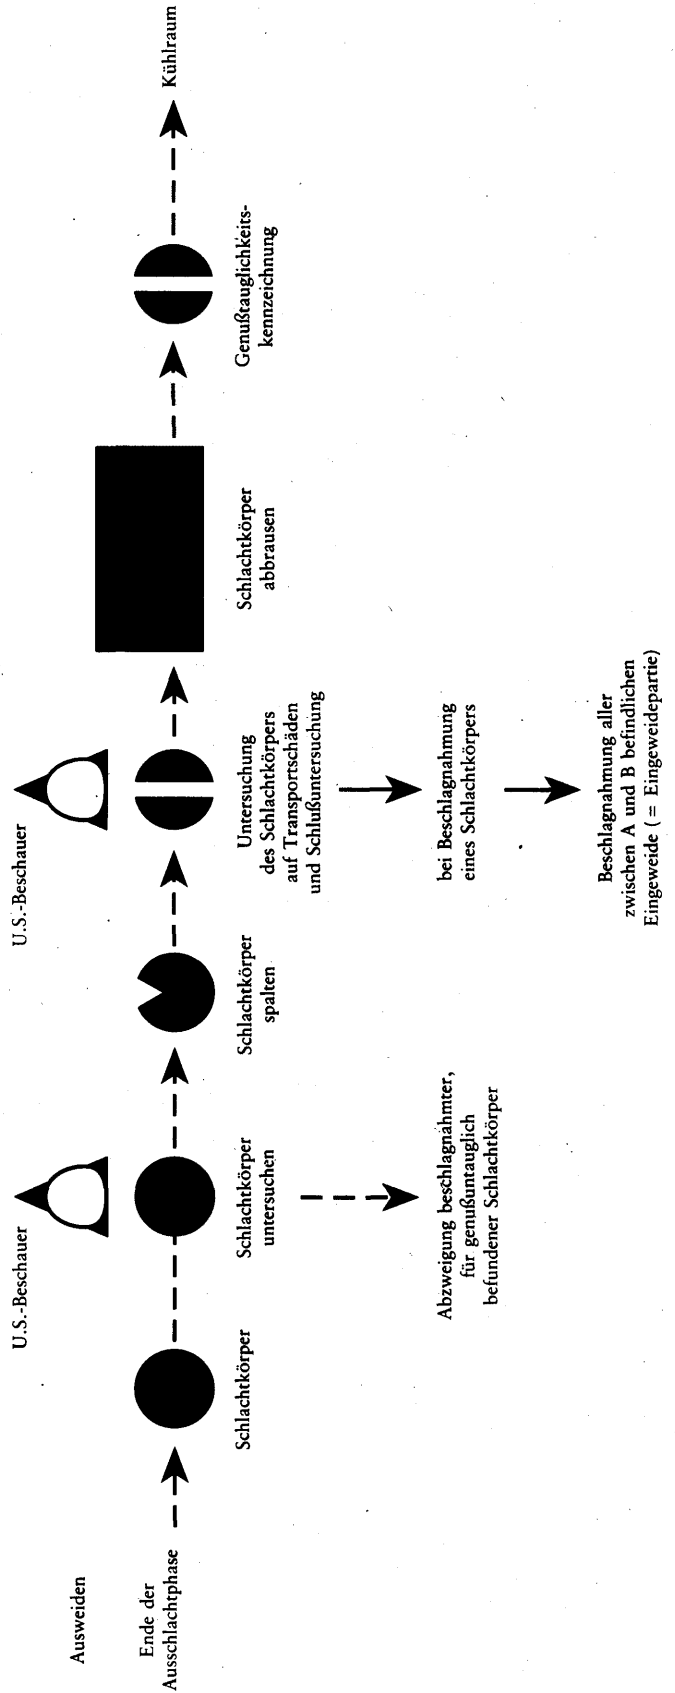 Ausweiden
Ende der
Ausschlachtphase
U.S.-Beschauer
U.S.-Beschauer
Schlachtkörper
Schlachtkörper
untersuchen
Schlachtkörper
spalten
Untersuchung
des Schlachtkörpers
auf Transportschäden
und Schlußuntersuchung
Schlachtkörper
abbrausen
Genußtauglichkeits-
kennzeichnung
Kühlraum
Abzweigung beschlagnahmter,
für genußuntauglich
befundener Schlachtkörper
bei Beschlagnahmung
eines Schlachtkörpers
Beschlagnahmung aller
zwischen A und B befindlichen
Eingeweide ( = Eingeweidepartie)